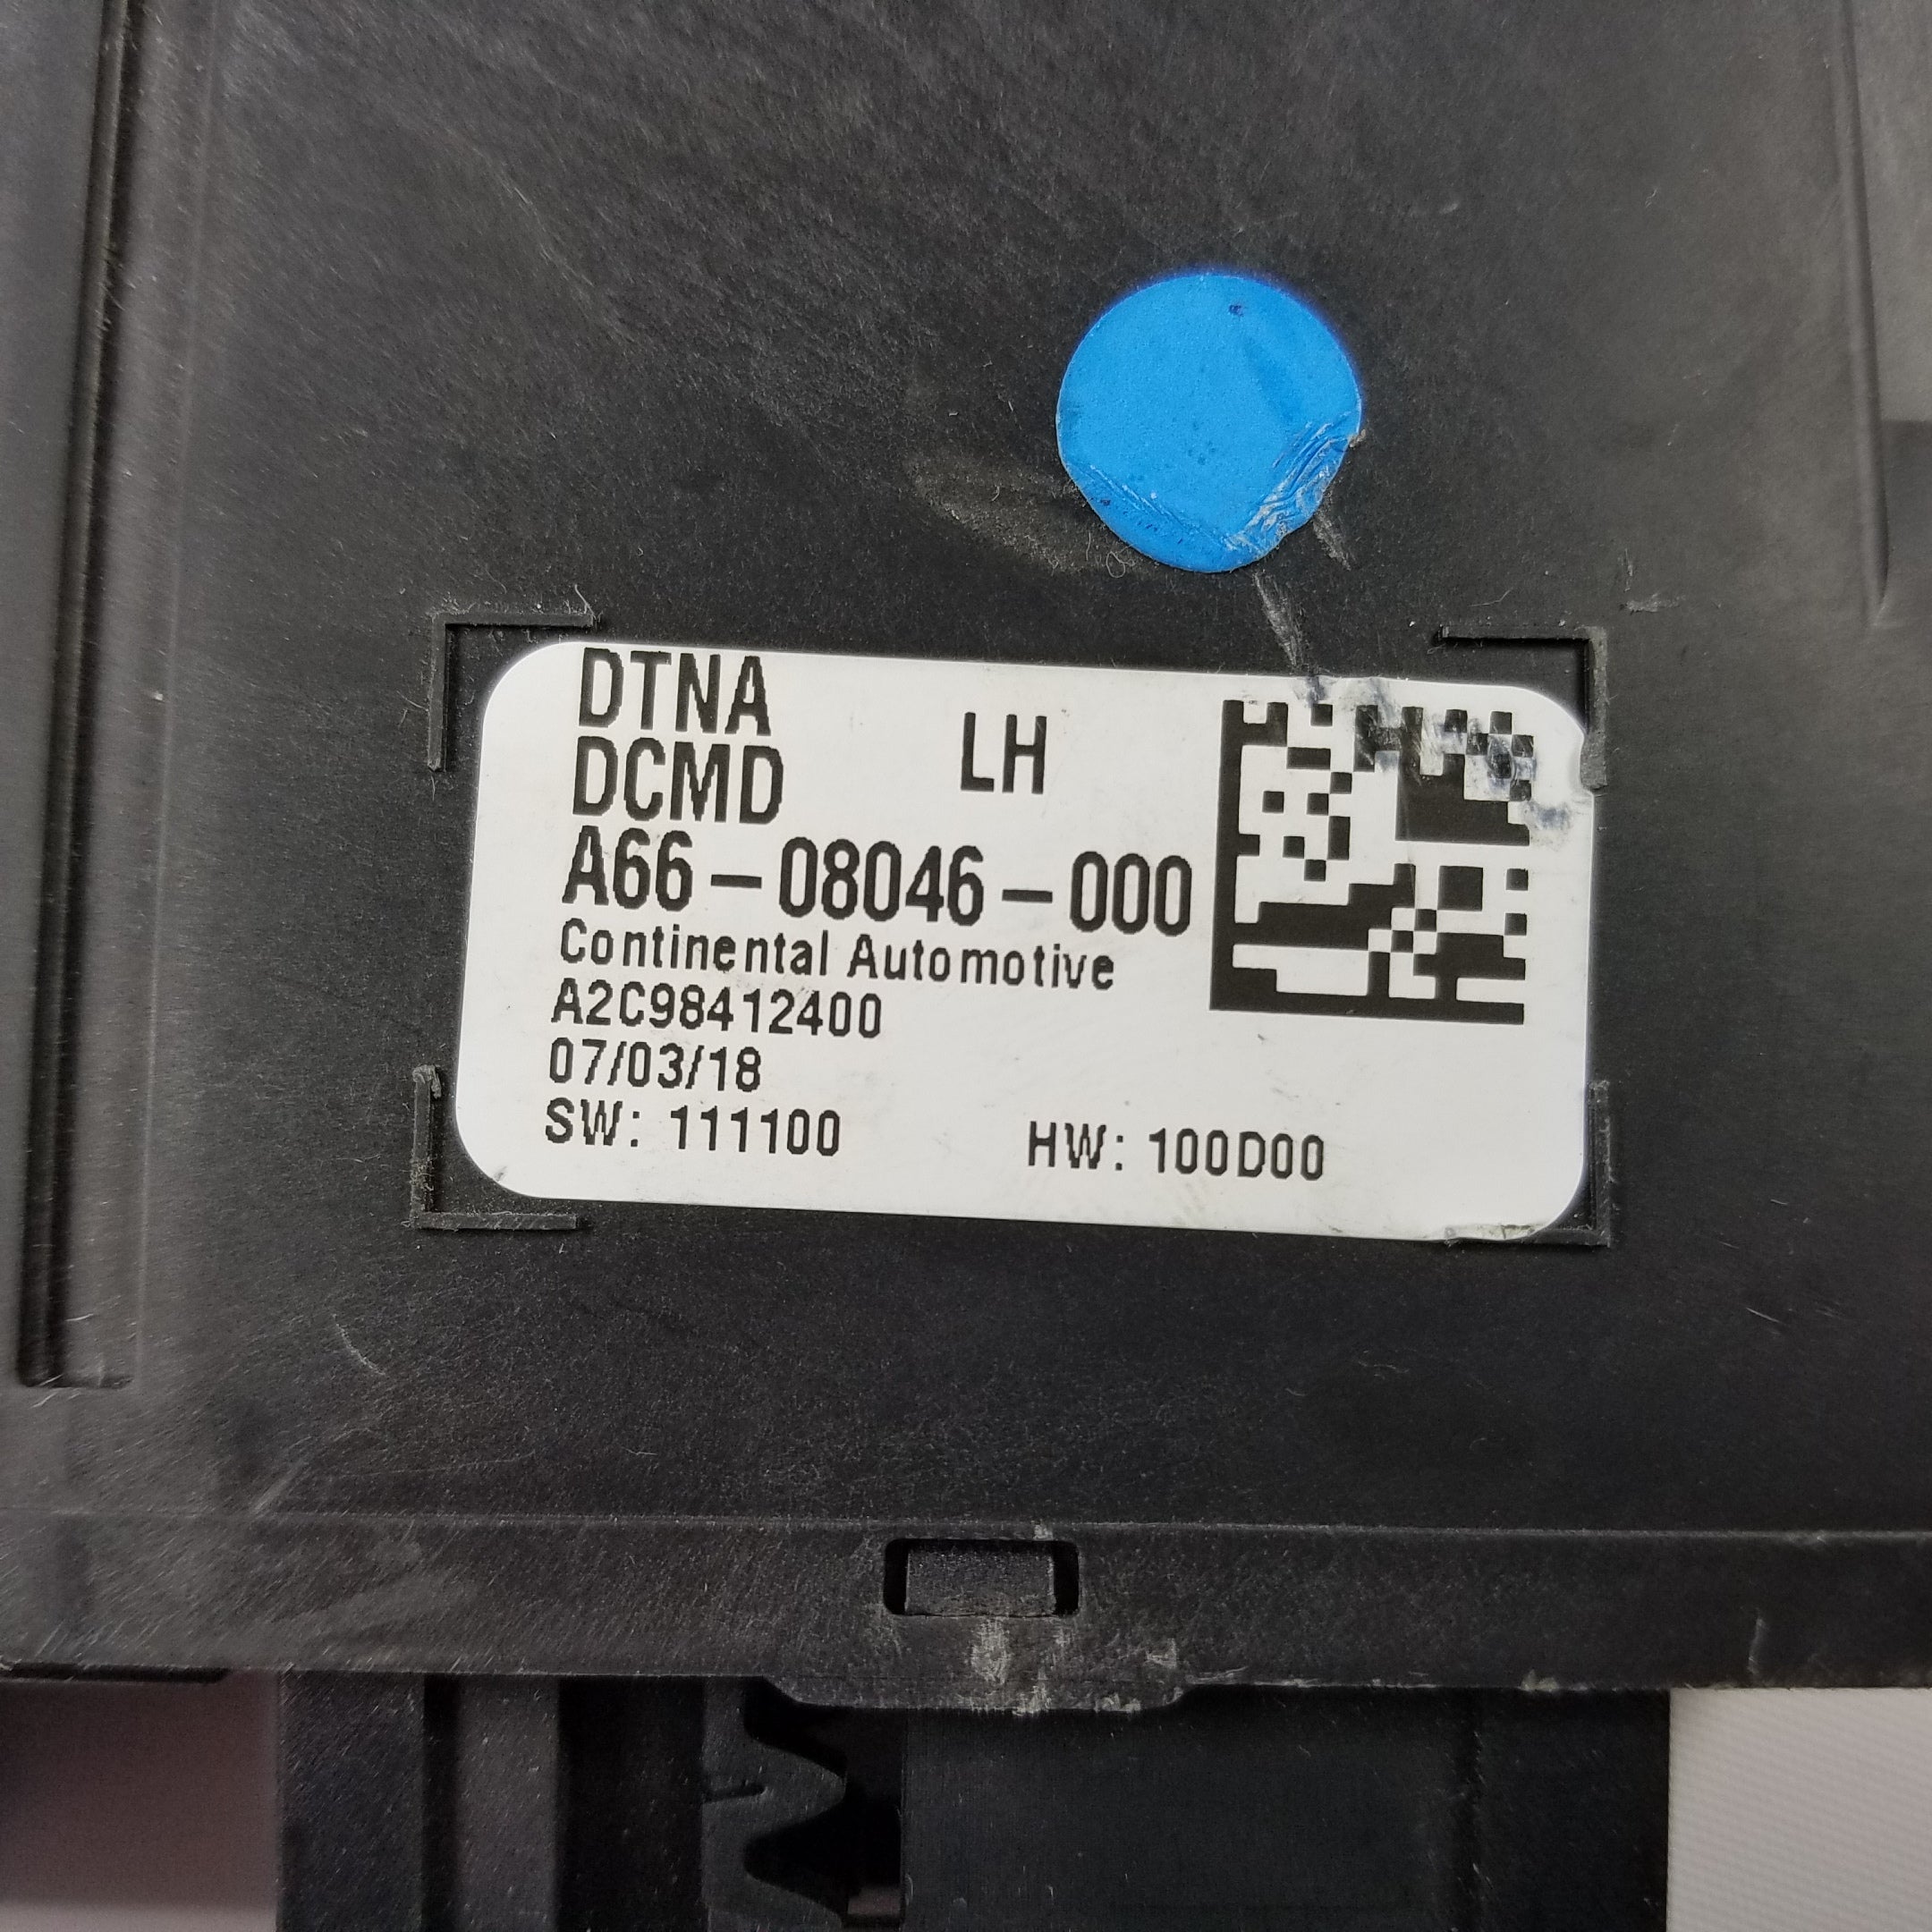 DTNA
DCMD LH
A66-08046-000
Continental Automotive
A2C98412400
07/03/18
SW: 111100 HW: 100D00